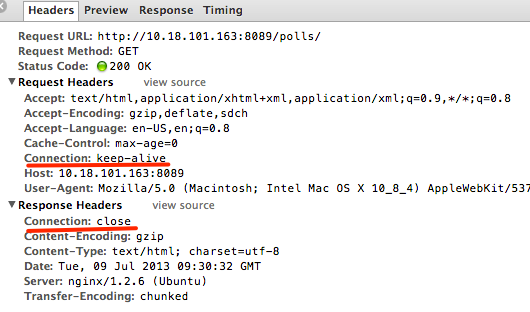 Headers Preview Response Timing
Request URL: http://10.18.101.163:8089/polls/
Request Method: GET
Status Code: 200 OK
Request Headers view source
Accept: text/html,application/xhtml+xml,application/xml;q=0.9,*/*;q=0.8
Accept-Encoding: gzip,deflate,sdch
Accept-Language: en-US,en;q=0.8
Cache-Control: max-age=0
Connection: keep-alive
Host: 10.18.101.163:8089
User-Agent: Mozilla/5.0 (Macintosh; Intel Mac OS X 10_8_4) AppleWebKit/537
Response Headers view source
Connection: close
Content-Encoding: gzip
Content-Type: text/html; charset=utf-8
Date: Tue, 09 Jul 2013 09:30:32 GMT
Server: nginx/1.2.6 (Ubuntu)
Transfer-Encoding: chunked